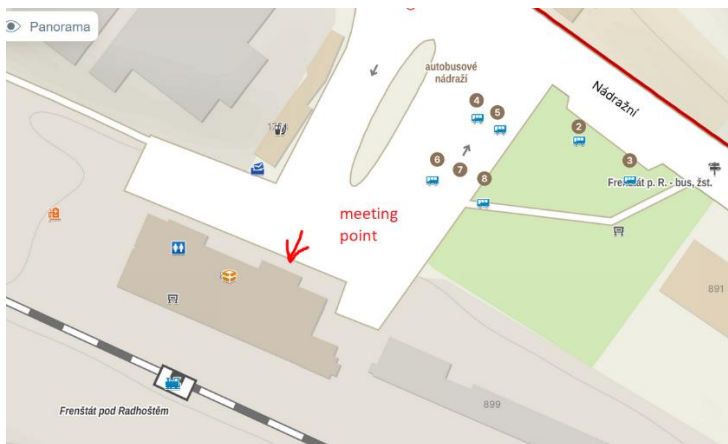 Panorama
autobusové
nádraží
Nádražní
4
5
2
6
7
3
8
Frenštát p. R. - bus, žst.
meeting
point
891
899
Frenštát pod Radhoštěm